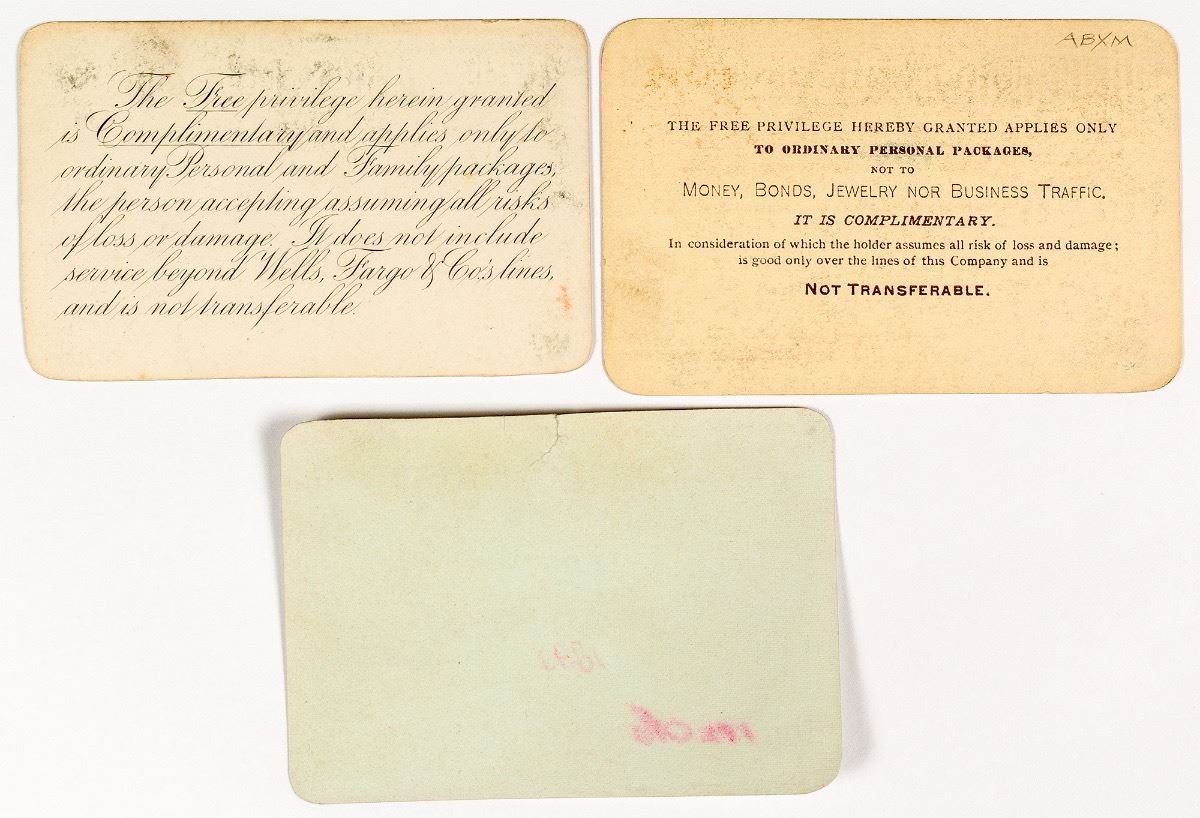 The Free privilege herein granted
is Complimentary and applies only to
ordinary Personal and Family packages,
the person accepting assuming all risks
of loss or damage. It does not include
service beyond Wells, Fargo & Co's lines,
and is not transferable.
ABXM
THE FREE PRIVILEGE HEREBY GRANTED APPLIES ONLY
TO ORDINARY PERSONAL PACKAGES,
NOT TO
MONEY, BONDS, JEWELRY NOR BUSINESS TRAFFIC.
IT IS COMPLIMENTARY.
In consideration of which the holder assumes all risk of loss and damage;
is good only over the lines of this Company and is
NOT TRANSFERABLE.